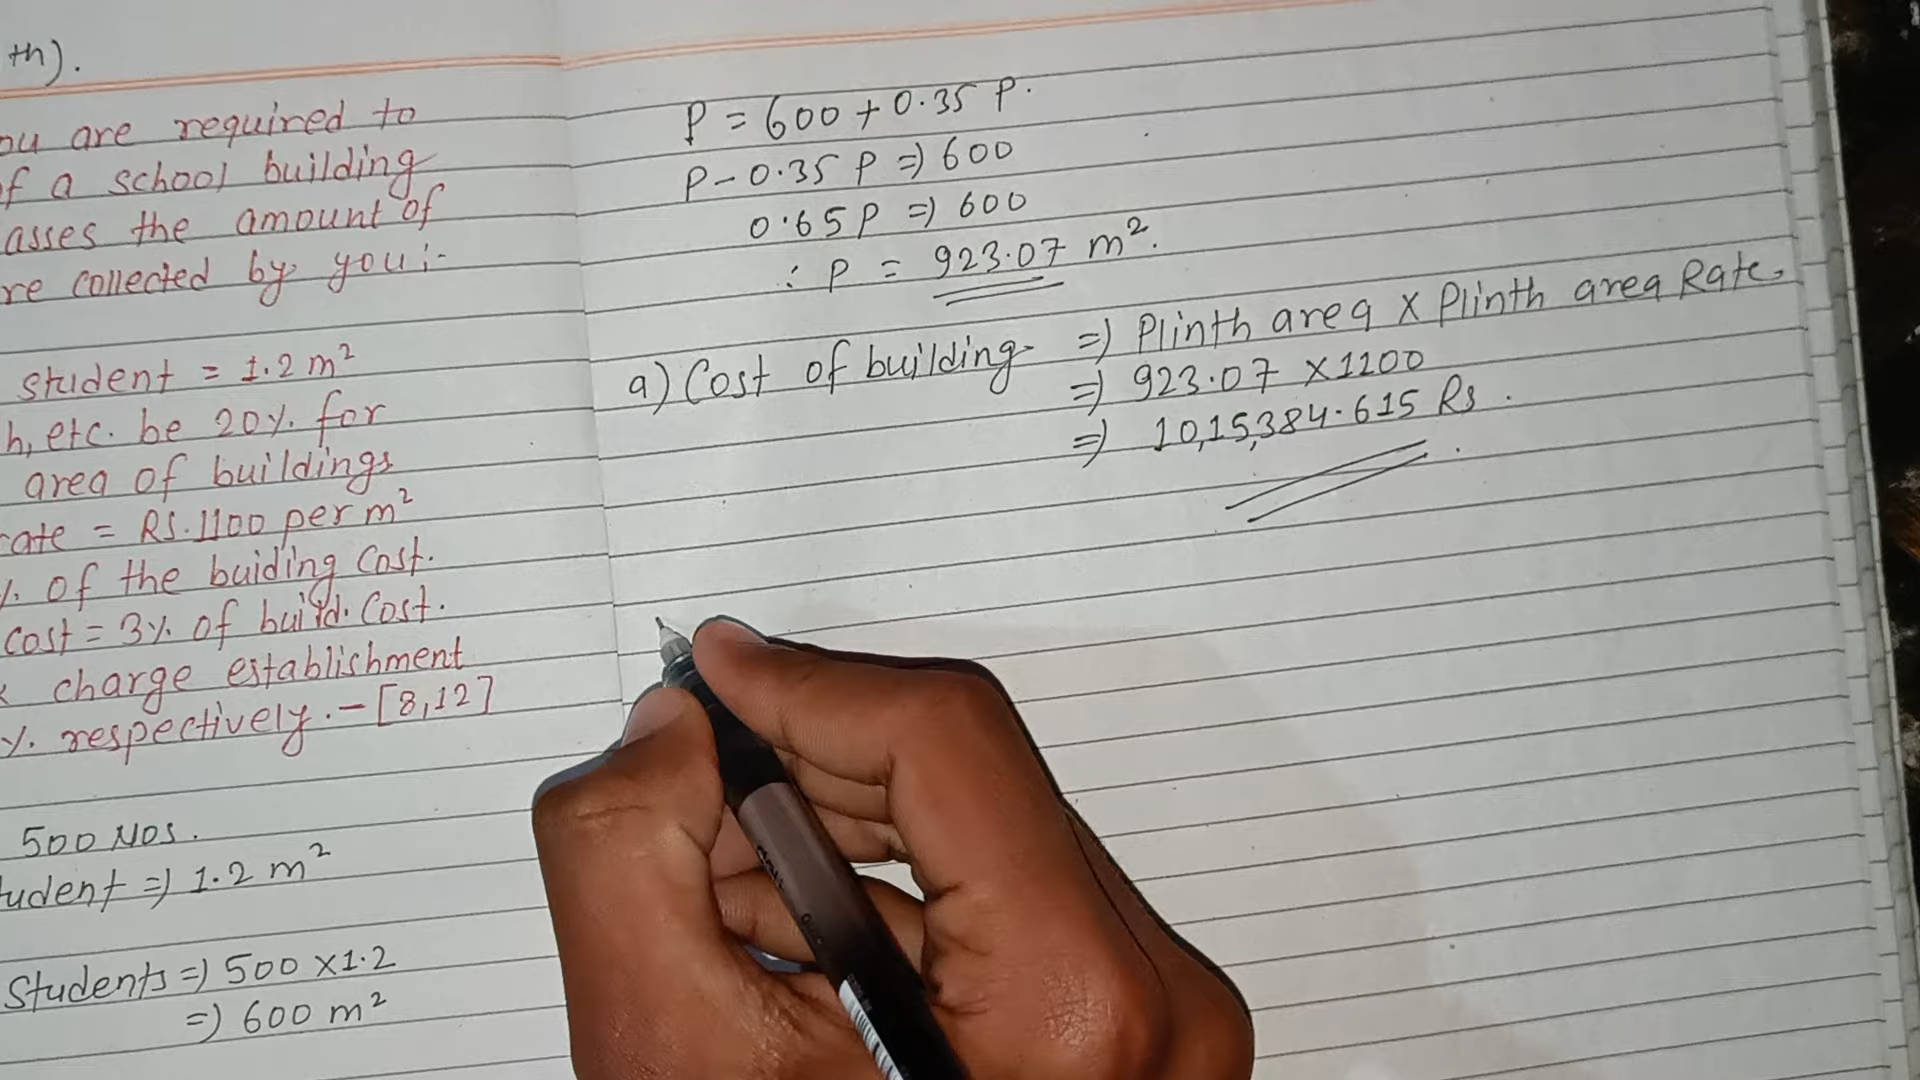 th).
ou are required to
f a school building
asses the amount of
re collected by you :-
student = 1.2 m²
h, etc. be 20%. for
area of buildings
rate = RS. 1100 per m²
%. of the buiding cost.
cost = 3%. of build. cost.
charge establishment
%. respectively. - [8,12]
500 NOS.
tudent => 1.2 m²
students => 500 x 1.2
=> 600 m²
P = 600 + 0.35 P.
P - 0.35 P => 600
0.65 P => 600
: P = 923.07 m².
a) Cost of building => Plinth area x Plinth area Rate.
=> 923.07 x 1100
=> 10,15,384.615 Rs.